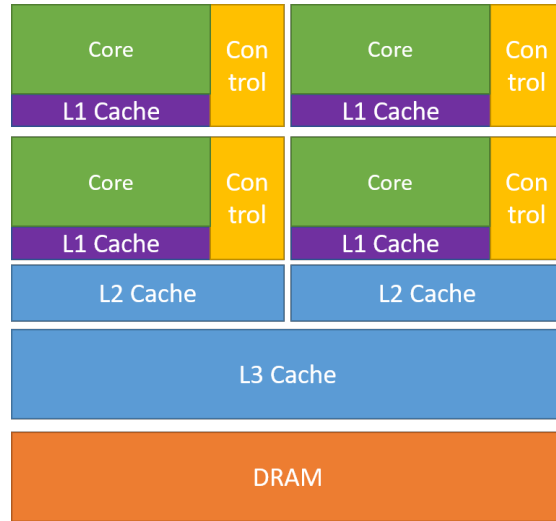 Core
Con
trol
L1 Cache
Core
Con
trol
L1 Cache
Core
Con
trol
L1 Cache
Core
Con
trol
L1 Cache
L2 Cache
L2 Cache
L3 Cache
DRAM